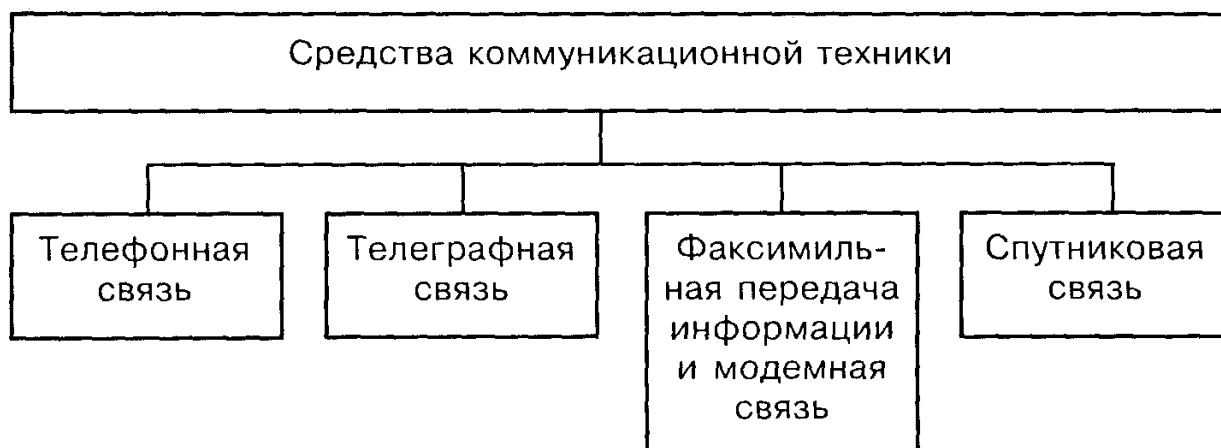 Средства коммуникационной техники
Телефонная
связь
Телеграфная
связь
Факсимиль-
ная передача
информации
и модемная
связь
Спутниковая
связь